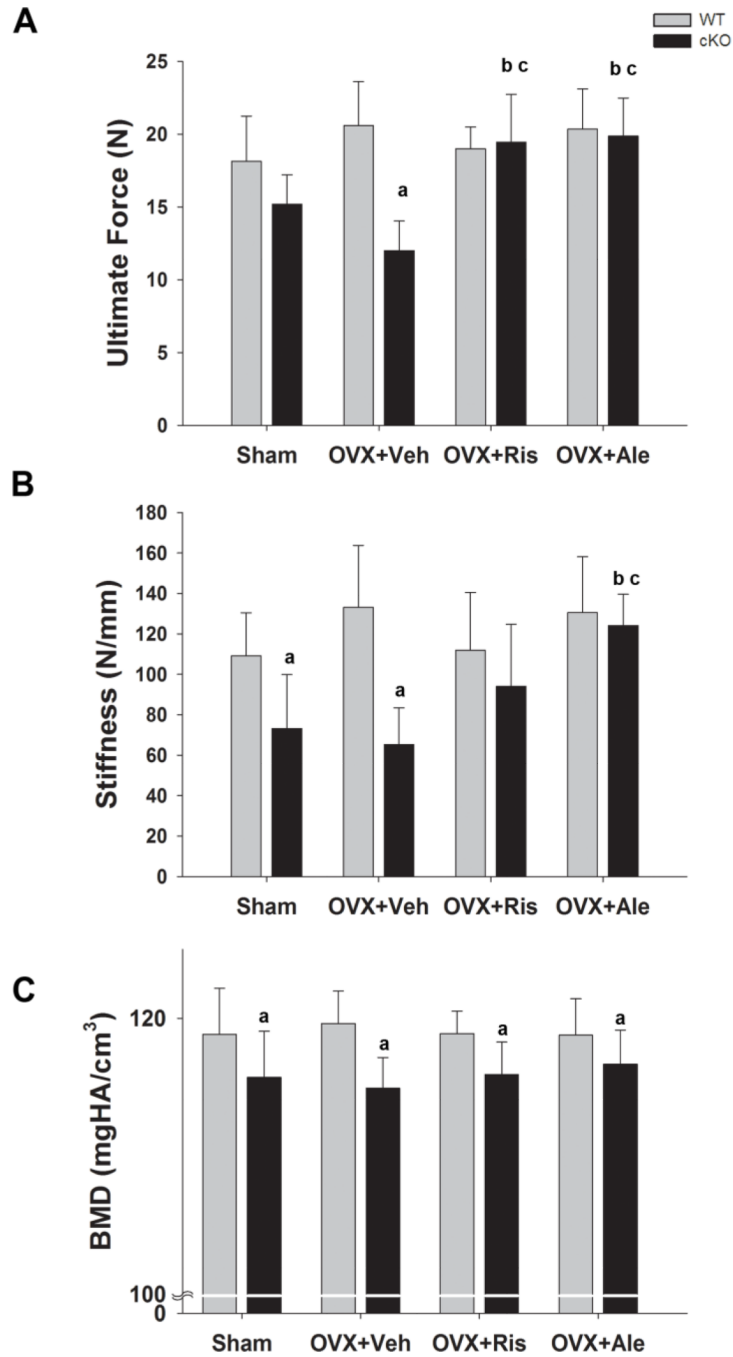 A
WT
cKO
Ultimate Force (N)
25
20
15
10
5
0
a
b c
b c
Sham OVX+Veh OVX+Ris OVX+Ale
B
Stiffness (N/mm)
180
160
140
120
100
80
60
40
20
0
a
a
b c
Sham OVX+Veh OVX+Ris OVX+Ale
C
BMD (mgHA/cm³)
120
100
0
a
a
a
a
Sham OVX+Veh OVX+Ris OVX+Ale